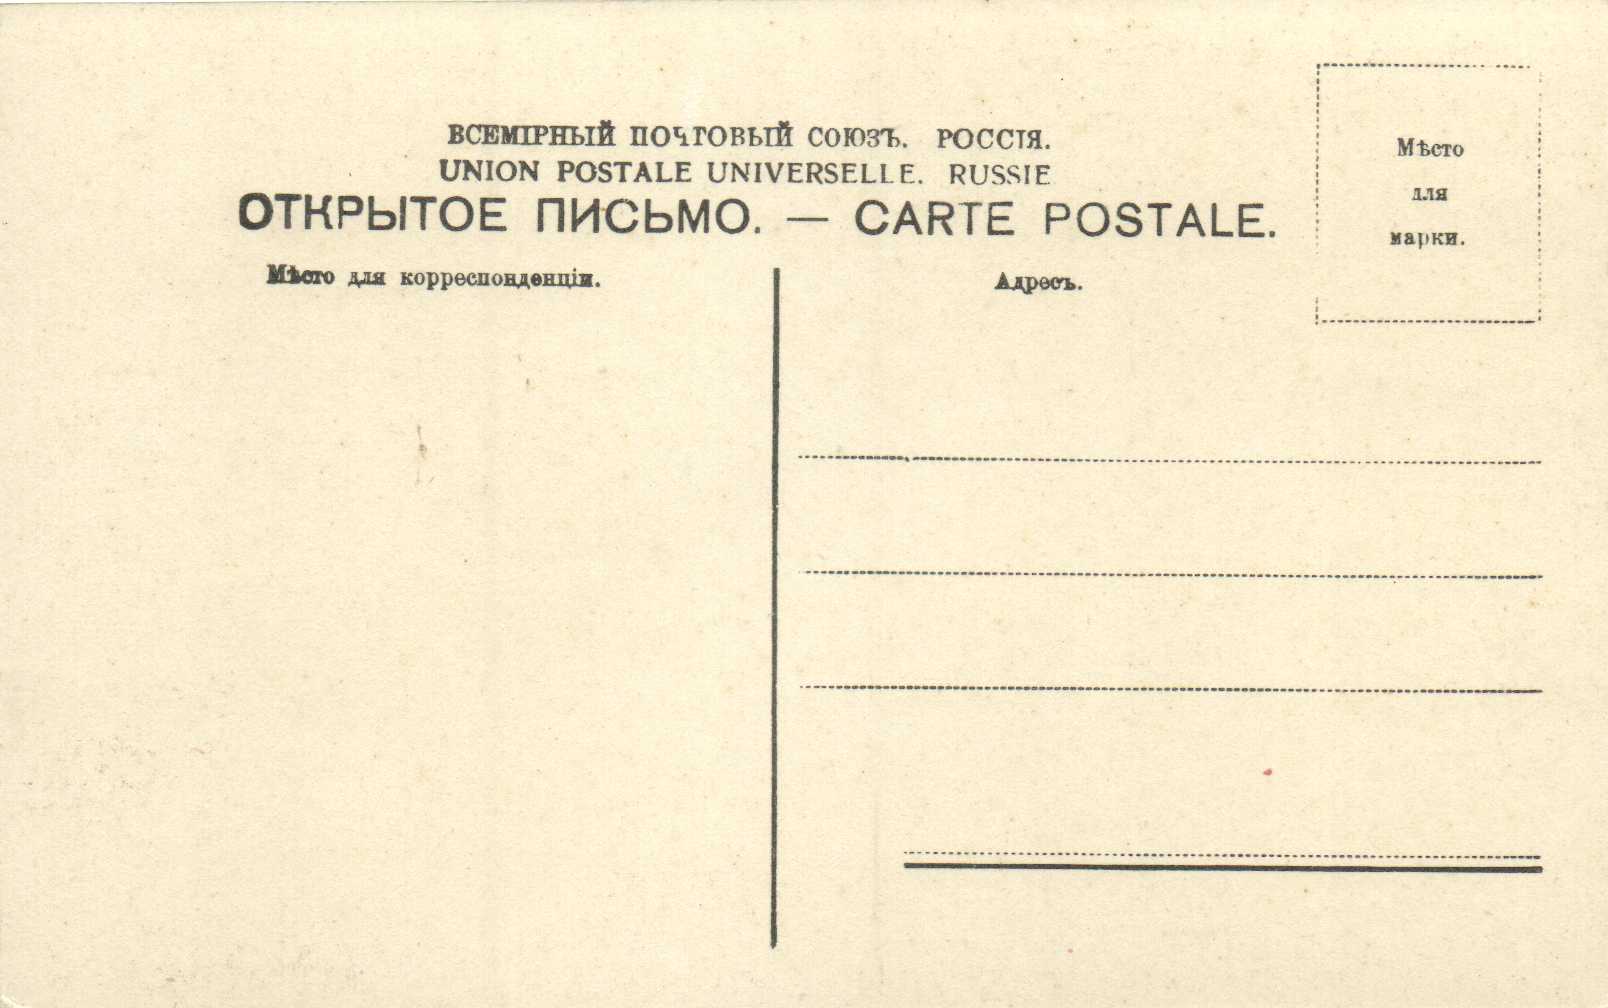 ВСЕМІРНЫЙ ПОЧТОВЫЙ СОЮЗЪ. РОССІЯ.
UNION POSTALE UNIVERSELLE. RUSSIE
ОТКРЫТОЕ ПИСЬМО. — CARTE POSTALE.
Мѣсто для корреспонденціи.
Адресъ.
Мѣсто
для
марки.